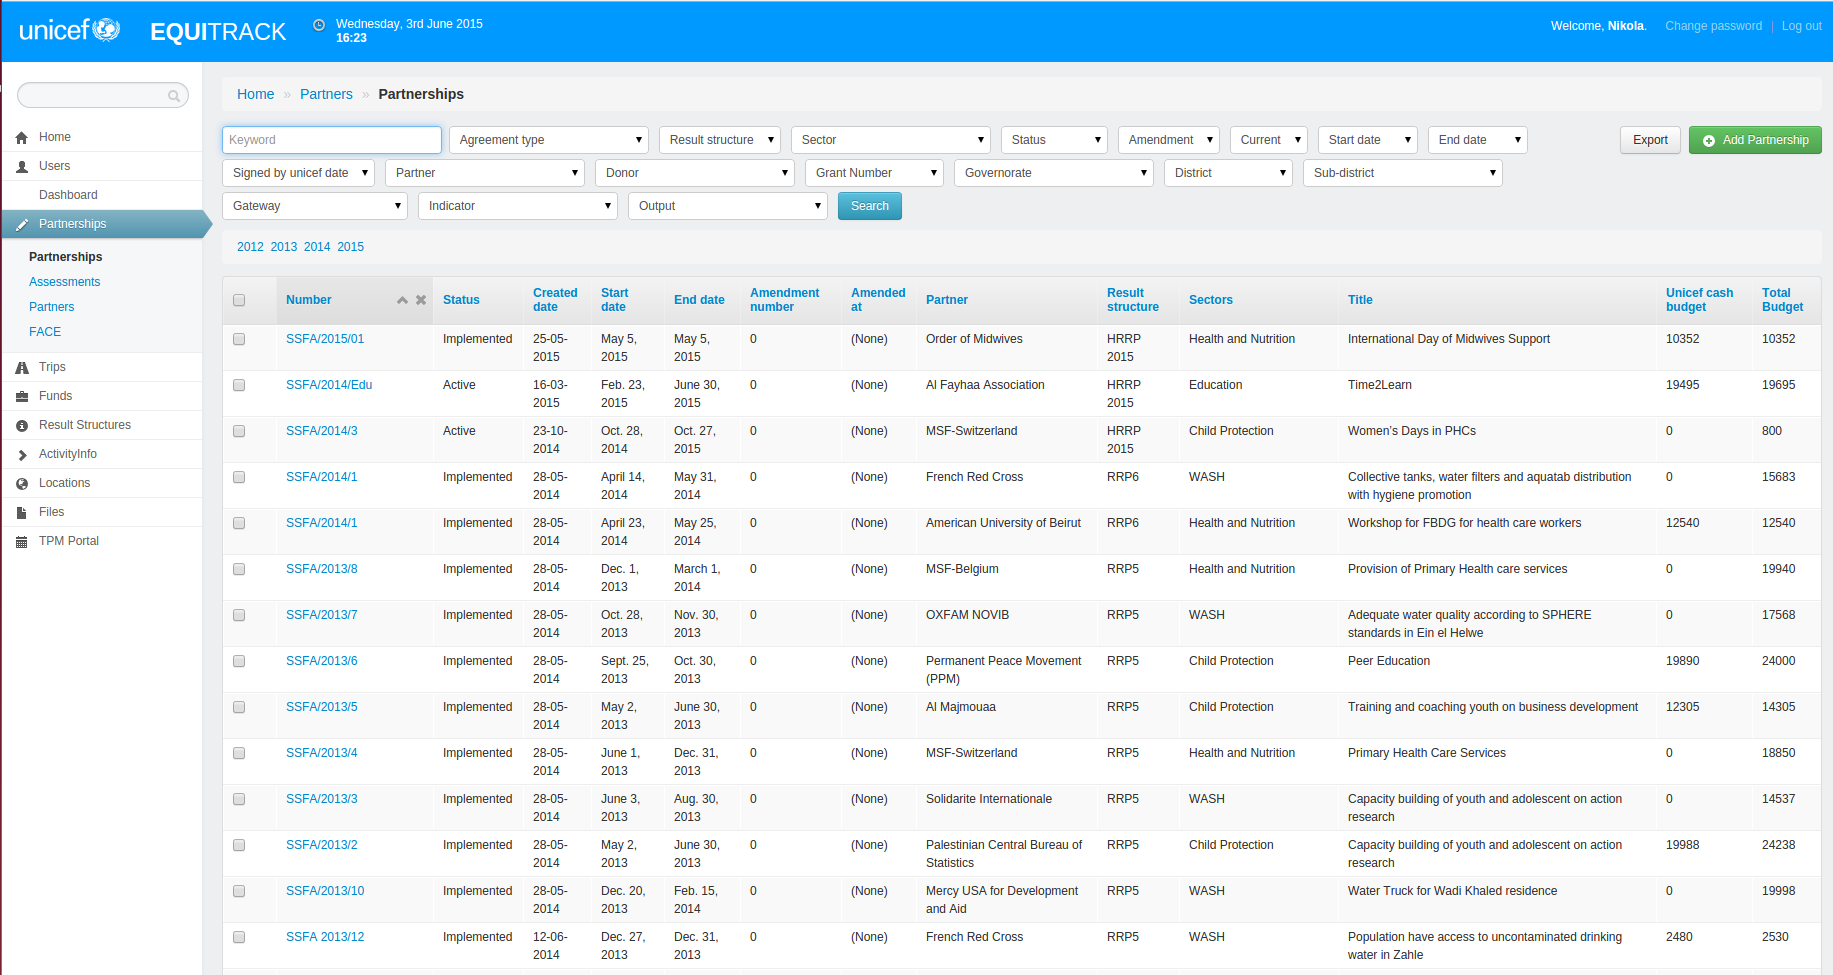 unicef EQUITRACK Wednesday, 3rd June 2015 Welcome, Nikola. Change password | Log out
16:23
Home » Partners » Partnerships
Home
Users
Dashboard
Partnerships
Partnerships
Assessments
Partners
FACE
Trips
Funds
Result Structures
ActivityInfo
Locations
Files
TPM Portal
Keyword Agreement type Result structure Sector Status Amendment Current Start date End date Export Add Partnership
Signed by unicef date Partner Donor Grant Number Governorate District Sub-district
Gateway Indicator Output Search
2012 2013 2014 2015
Number Status Created date Start date End date Amendment number Amended at Partner Result structure Sectors Title Unicef cash budget Total Budget
SSFA/2015/01 Implemented 25-05-2015 May 5, 2015 May 5, 2015 0 (None) Order of Midwives HRRP 2015 Health and Nutrition International Day of Midwives Support 10352 10352
SSFA/2014/Edu Active 16-03-2015 Feb. 23, 2015 June 30, 2015 0 (None) Al Fayhaa Association HRRP 2015 Education Time2Learn 19495 19695
SSFA/2014/3 Active 23-10-2014 Oct. 28, 2014 Oct. 27, 2015 0 (None) MSF-Switzerland HRRP 2015 Child Protection Women's Days in PHCs 0 800
SSFA/2014/1 Implemented 28-05-2014 April 14, 2014 May 31, 2014 0 (None) French Red Cross RRP6 WASH Collective tanks, water filters and aquatab distribution with hygiene promotion 0 15683
SSFA/2014/1 Implemented 28-05-2014 April 23, 2014 May 25, 2014 0 (None) American University of Beirut RRP6 Health and Nutrition Workshop for FBDG for health care workers 12540 12540
SSFA/2013/8 Implemented 28-05-2014 Dec. 1, 2013 March 1, 2014 0 (None) MSF-Belgium RRP5 Health and Nutrition Provision of Primary Health care services 0 19940
SSFA/2013/7 Implemented 28-05-2014 Oct. 28, 2013 Nov. 30, 2013 0 (None) OXFAM NOVIB RRP5 WASH Adequate water quality according to SPHERE standards in Ein el Helwe 0 17568
SSFA/2013/6 Implemented 28-05-2014 Sept. 25, 2013 Oct. 30, 2013 0 (None) Permanent Peace Movement (PPM) RRP5 Child Protection Peer Education 19890 24000
SSFA/2013/5 Implemented 28-05-2014 May 2, 2013 June 30, 2013 0 (None) Al Majmouaa RRP5 Child Protection Training and coaching youth on business development 12305 14305
SSFA/2013/4 Implemented 28-05-2014 June 1, 2013 Dec. 31, 2013 0 (None) MSF-Switzerland RRP5 Health and Nutrition Primary Health Care Services 0 18850
SSFA/2013/3 Implemented 28-05-2014 June 3, 2013 Aug. 30, 2013 0 (None) Solidarite Internationale RRP5 WASH Capacity building of youth and adolescent on action research 0 14537
SSFA/2013/2 Implemented 28-05-2014 May 2, 2013 June 30, 2013 0 (None) Palestinian Central Bureau of Statistics RRP5 Child Protection Capacity building of youth and adolescent on action research 19988 24238
SSFA/2013/10 Implemented 28-05-2014 Dec. 20, 2013 Feb. 15, 2014 0 (None) Mercy USA for Development and Aid RRP5 WASH Water Truck for Wadi Khaled residence 0 19998
SSFA 2013/12 Implemented 12-06-2014 Dec. 27, 2013 Dec. 31, 2013 0 (None) French Red Cross RRP5 WASH Population have access to uncontaminated drinking water in Zahle 2480 2530